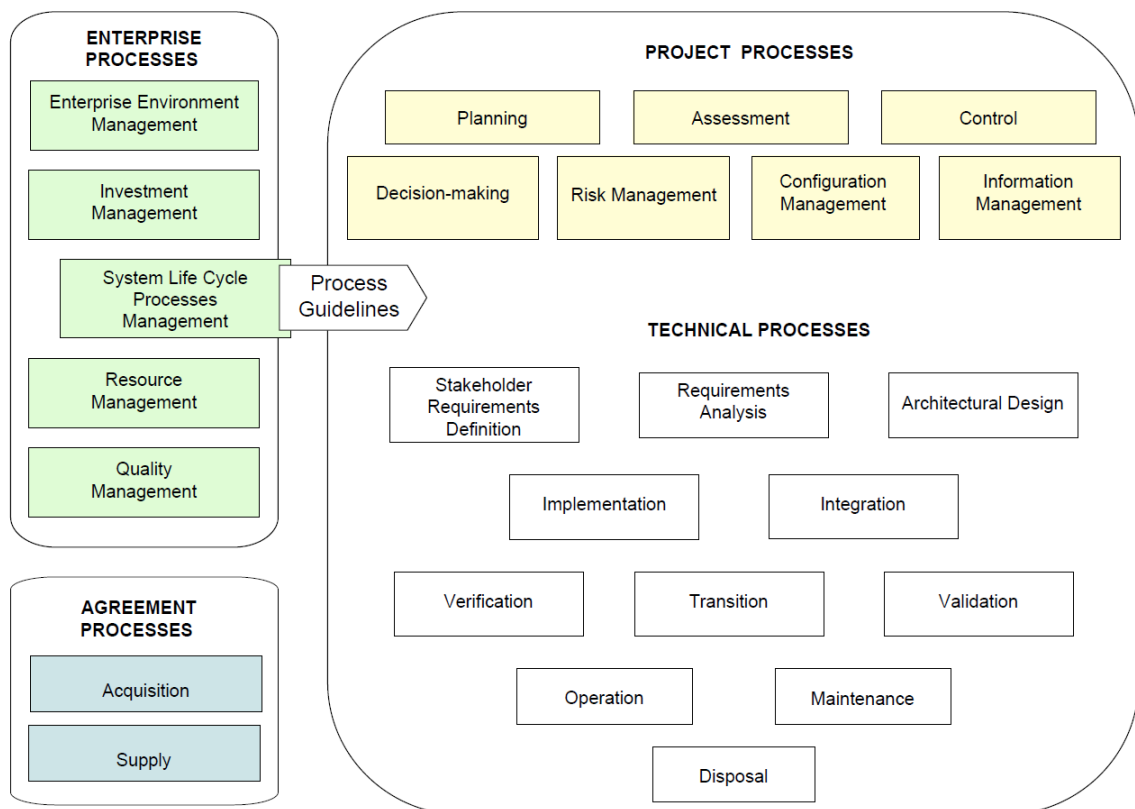 ENTERPRISE
PROCESSES
Enterprise Environment
Management
Investment
Management
System Life Cycle
Processes
Management
Resource
Management
Quality
Management
AGREEMENT
PROCESSES
Acquisition
Supply
Process
Guidelines
PROJECT PROCESSES
Planning
Assessment
Control
Decision-making
Risk Management
Configuration
Management
Information
Management
TECHNICAL PROCESSES
Stakeholder
Requirements
Definition
Requirements
Analysis
Architectural Design
Implementation
Integration
Verification
Transition
Validation
Operation
Maintenance
Disposal